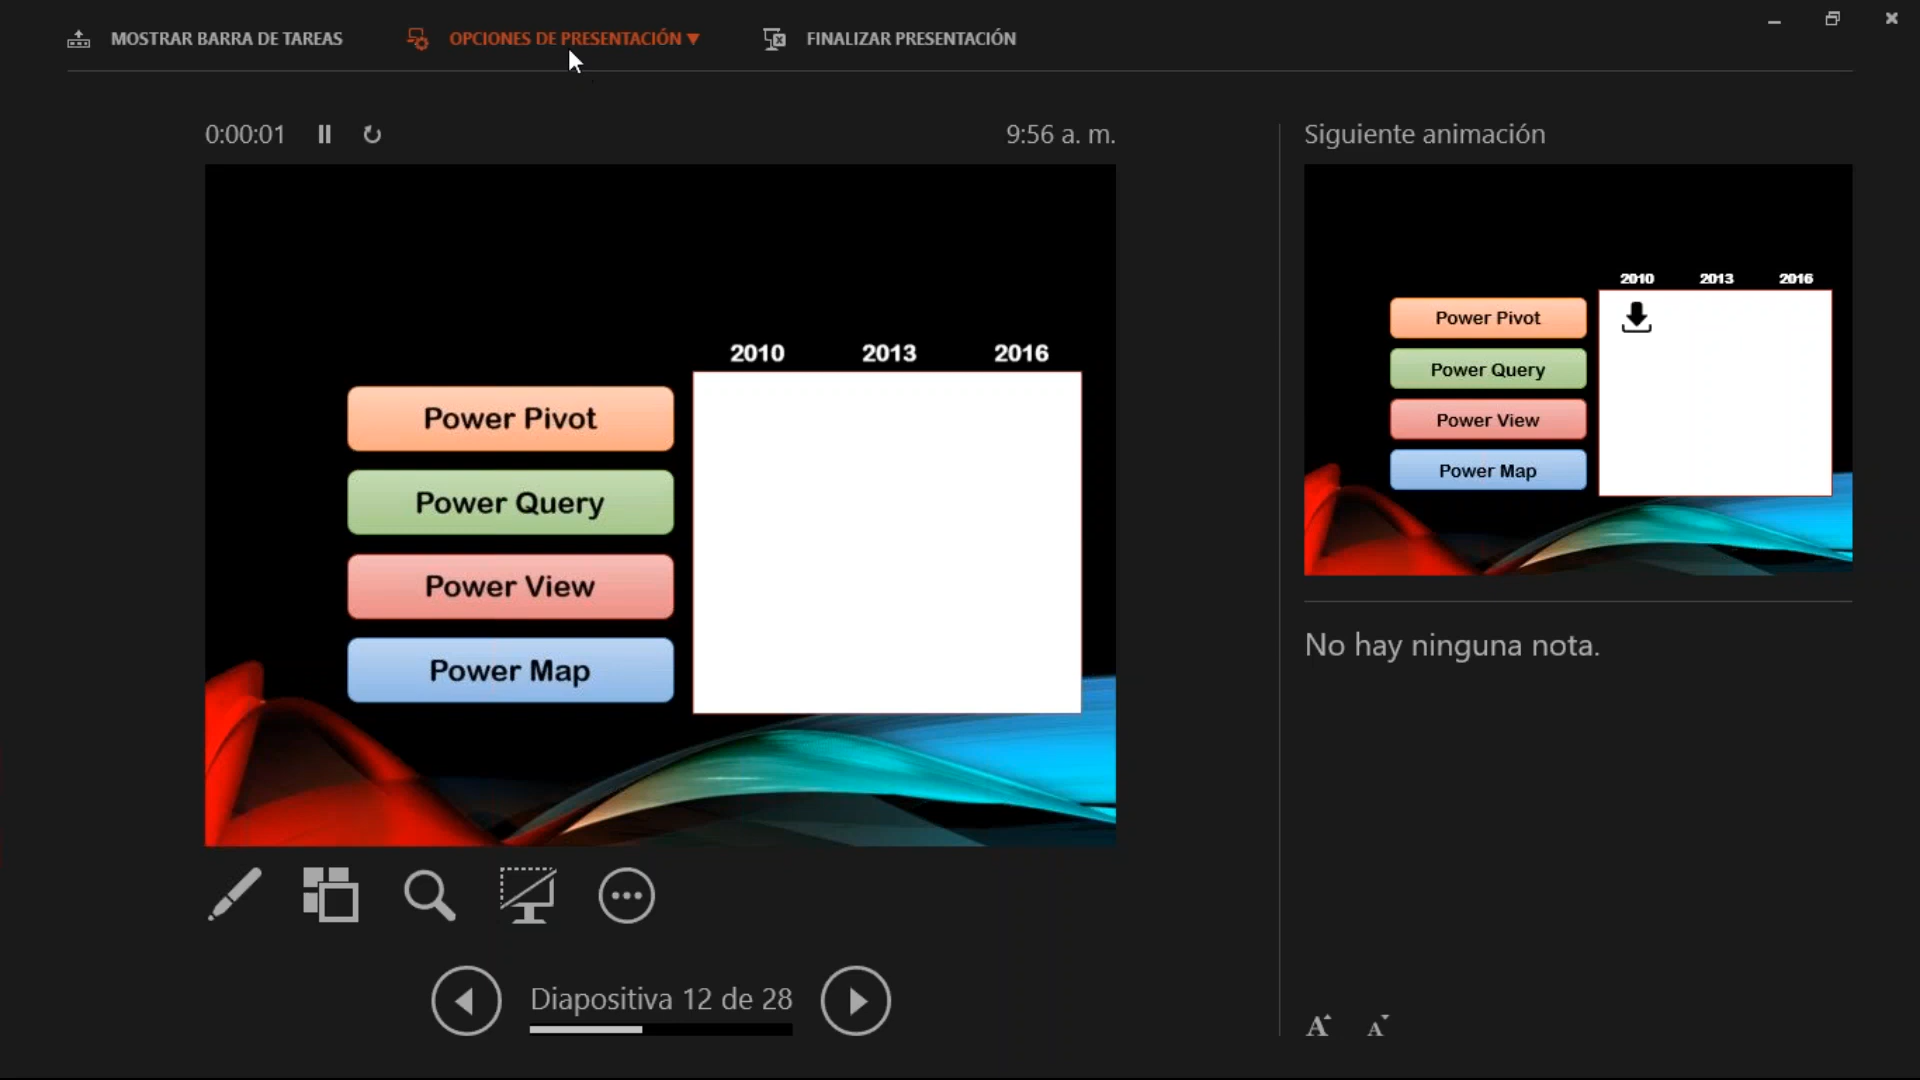 MOSTRAR BARRA DE TAREAS
OPCIONES DE PRESENTACIÓN
FINALIZAR PRESENTACIÓN
0:00:01
9:56 a. m.
Siguiente animación
2010 2013 2016
Power Pivot
Power Query
Power View
Power Map
2010 2013 2016
Power Pivot
Power Query
Power View
Power Map
No hay ninguna nota.
Diapositiva 12 de 28
A A